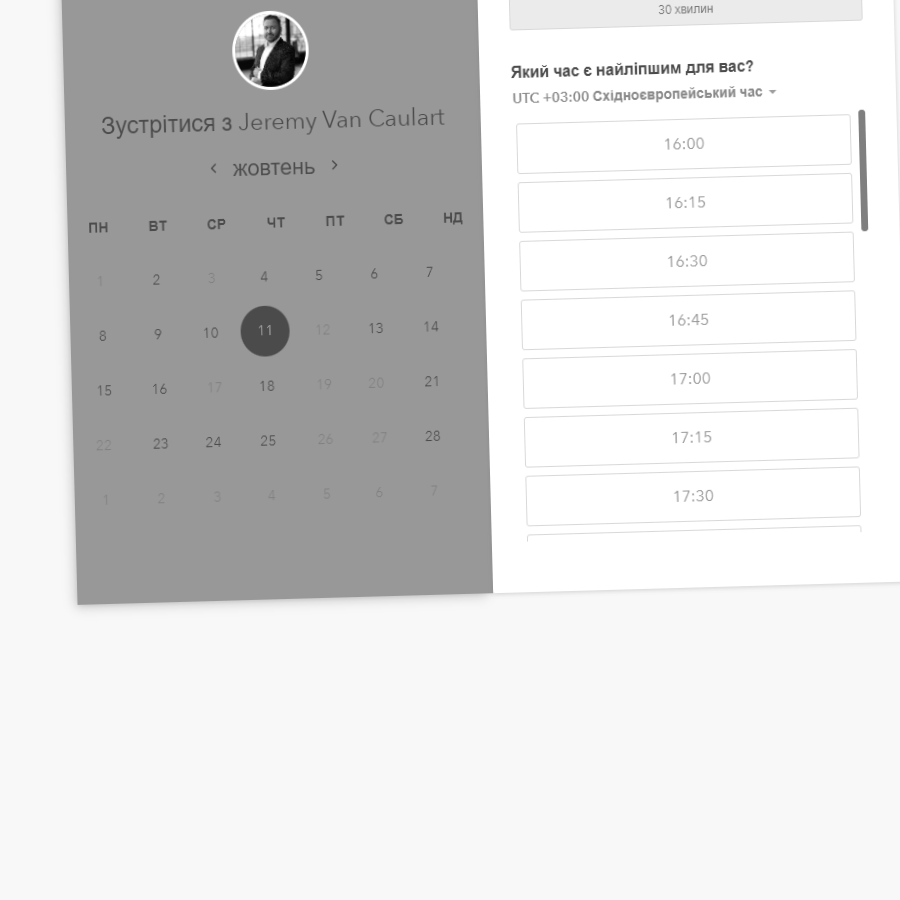 Зустрітися з Jeremy Van Caulart
‹ жовтень ›
ПН ВТ СР ЧТ ПТ СБ НД
1 2 3 4 5 6 7
8 9 10 11 12 13 14
15 16 17 18 19 20 21
22 23 24 25 26 27 28
1 2 3 4 5 6 7
30 хвилин
Який час є найліпшим для вас?
UTC +03:00 Східноєвропейський час
16:00
16:15
16:30
16:45
17:00
17:15
17:30